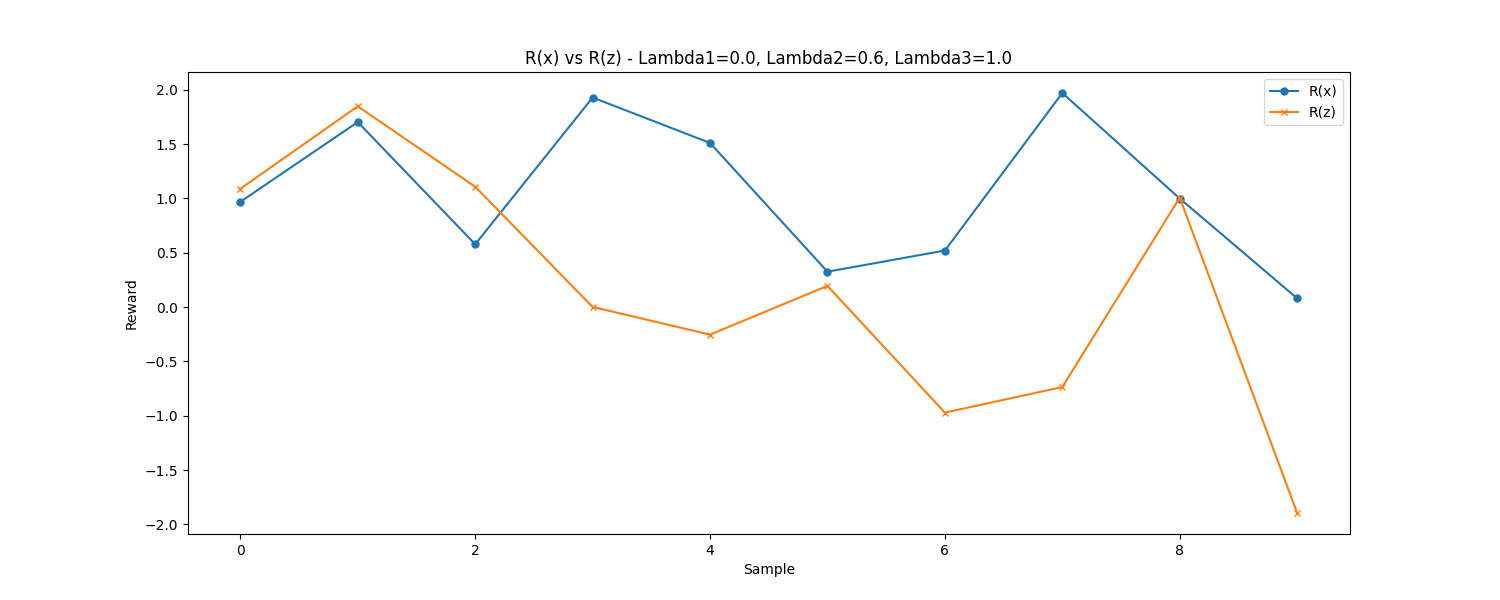 R(x) vs R(z) - Lambda1=0.0, Lambda2=0.6, Lambda3=1.0
R(x)
R(z)
2.0
1.5
1.0
0.5
0.0
−0.5
−1.0
−1.5
−2.0
Reward
0 2 4 6 8
Sample